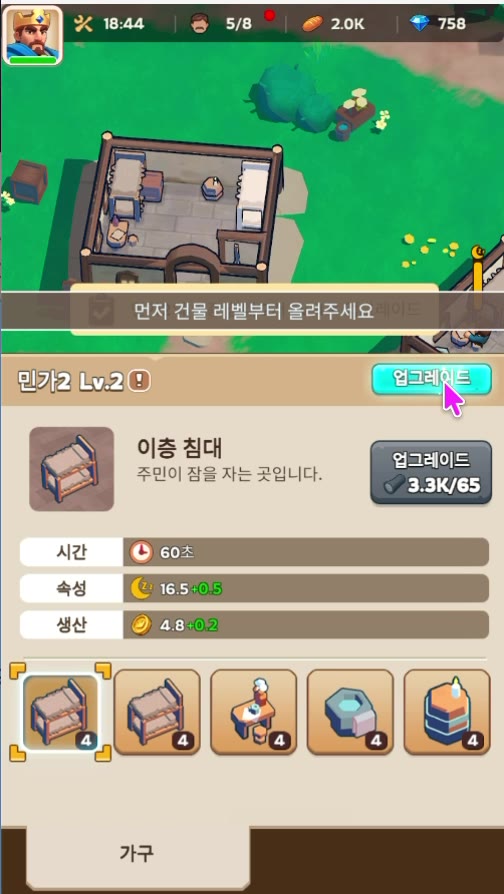 18:44
5/8
2.0K
758
먼저 건물 레벨부터 올려주세요
민가2 Lv.2
업그레이드
이층 침대
주민이 잠을 자는 곳입니다.
업그레이드
3.3K/65
시간
60초
속성
16.5+0.5
생산
4.8+0.2
4
4
4
4
4
가구